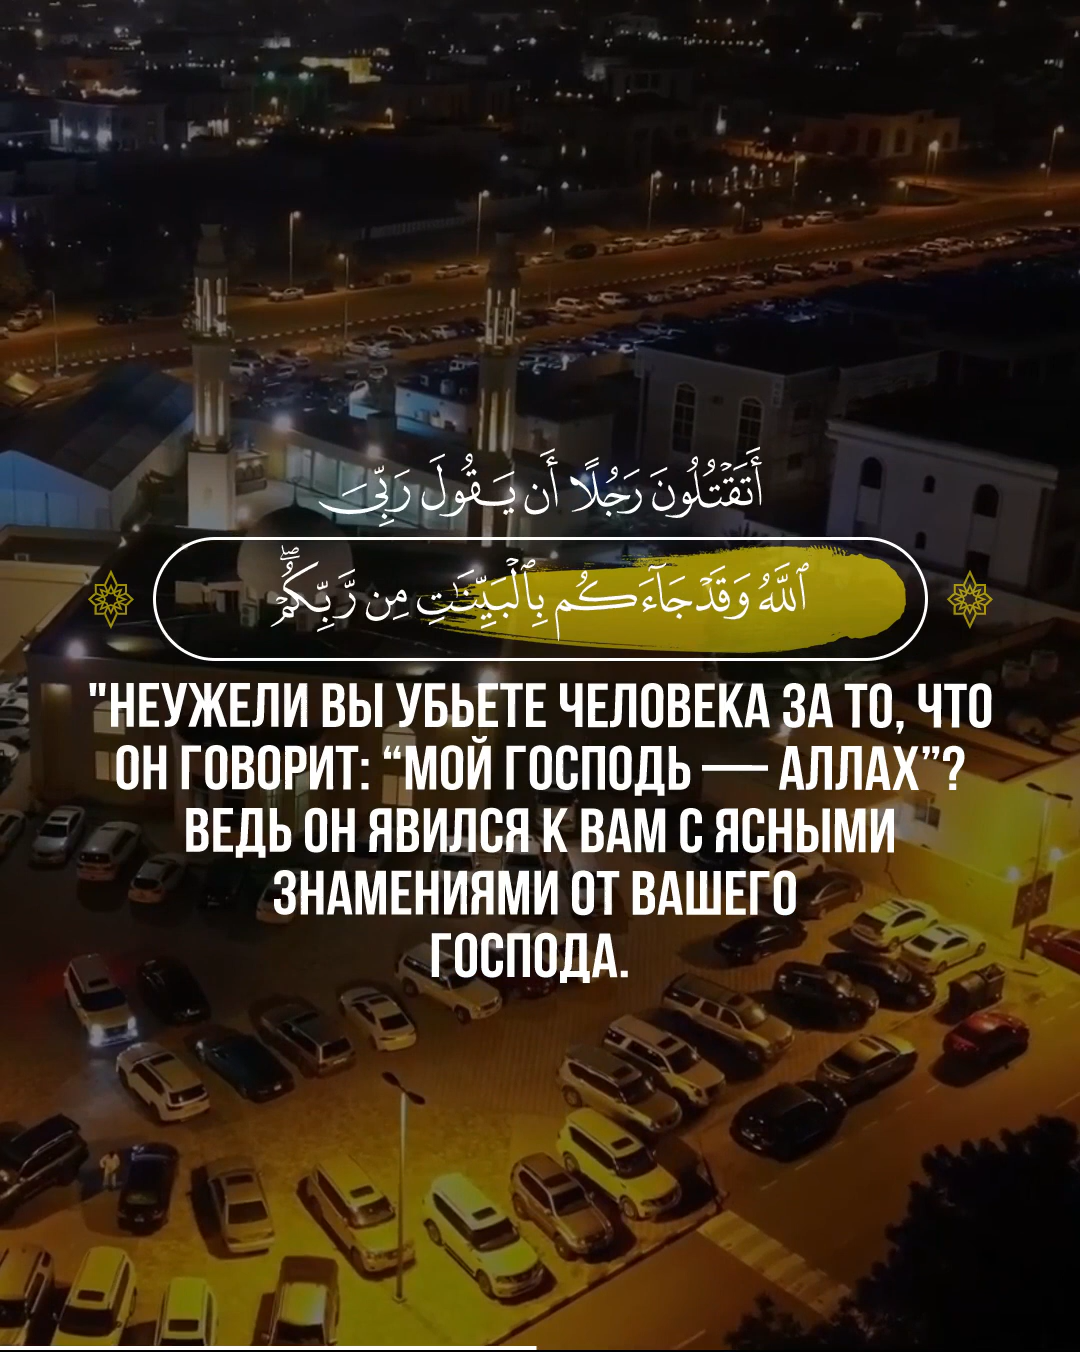 أَتَقْتُلُونَ رَجُلًا أَن يَقُولَ رَبِّىَ
ٱللَّهُ وَقَدْ جَآءَكُم بِٱلْبَيِّنَـٰتِ مِن رَّبِّكُمْ ۖ
"НЕУЖЕЛИ ВЫ УБЬЕТЕ ЧЕЛОВЕКА ЗА ТО, ЧТО
ОН ГОВОРИТ: “МОЙ ГОСПОДЬ — АЛЛАХ”?
ВЕДЬ ОН ЯВИЛСЯ К ВАМ С ЯСНЫМИ
ЗНАМЕНИЯМИ ОТ ВАШЕГО
ГОСПОДА.